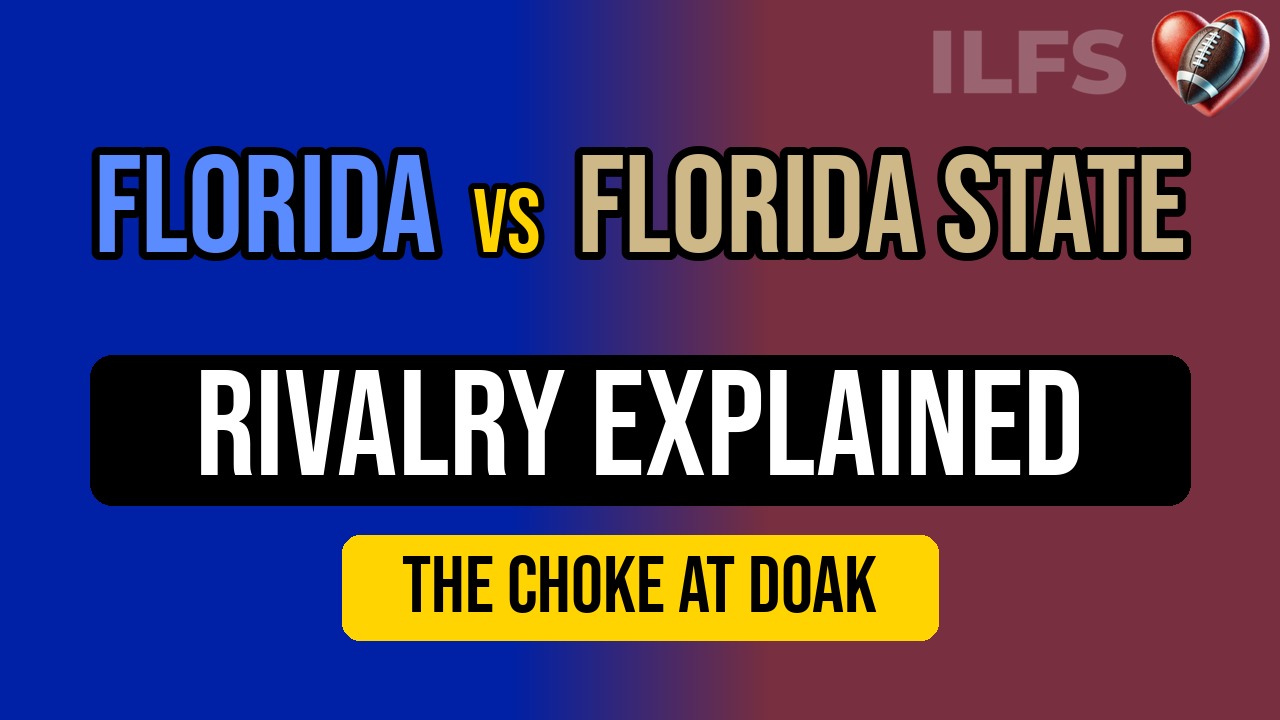 ILFS
FLORIDA VS FLORIDA STATE
RIVALRY EXPLAINED
THE CHOKE AT DOAK